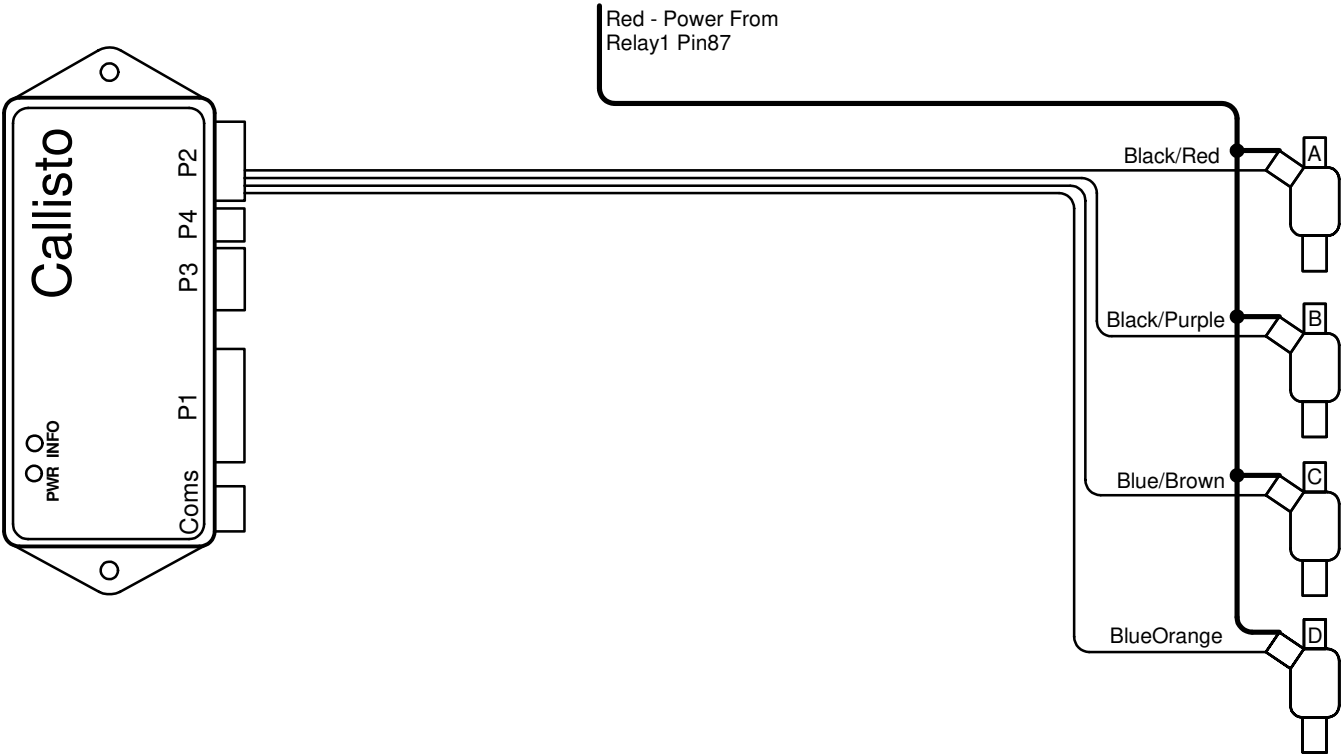 Red - Power From
Relay1 Pin87
Callisto
P2
P4
P3
P1
Coms
PWR INFO
Black/Red
A
Black/Purple
B
Blue/Brown
C
BlueOrange
D